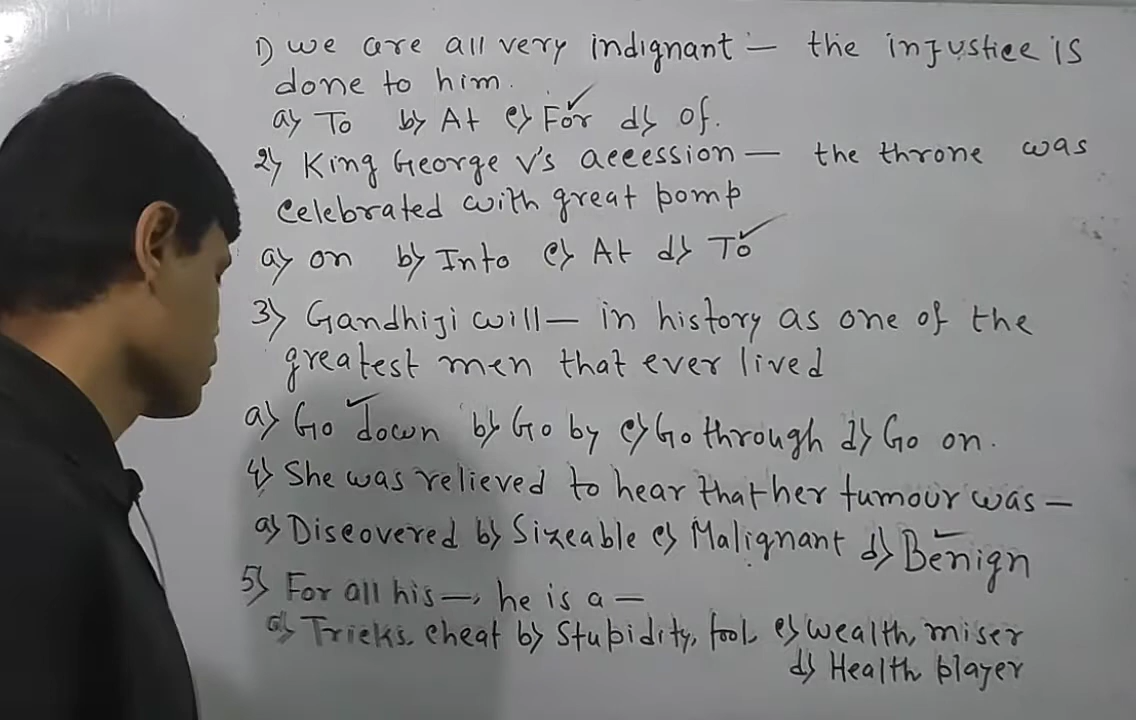 1) we are all very indignant — the injustice is
done to him.
a) To b) At c) For ✓ d) of.
2) King George V's accession — the throne was
celebrated with great pomp
a) on b) Into c) At d) To ✓
3) Gandhiji will — in history as one of the
greatest men that ever lived
a) Go down ✓ b) Go by c) Go through d) Go on.
4) She was relieved to hear that her tumour was —
a) Discovered b) Sizeable c) Malignant d) Benign ✓
5) For all his —, he is a —
a) Tricks, cheat b) Stupidity, fool c) wealth, miser
d) Health player